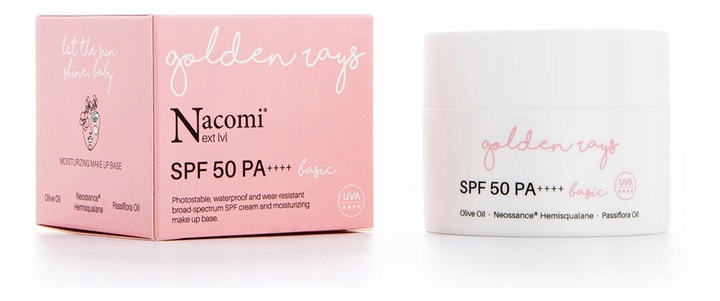 let the sun
shine, baby.
MOISTURIZING MAKE UP BASE
Olive Oil Neossance® Hemisqualane Passiflora Oil
golden rays
Nacomi®
Next lvl
SPF 50 PA++++ basic
Photostable, waterproof and wear-resistant
broad-spectrum SPF cream and moisturizing
make up base.
UVA
golden rays
SPF 50 PA++++ basic
UVA
Olive Oil · Neossance® Hemisqualane · Passiflora Oil